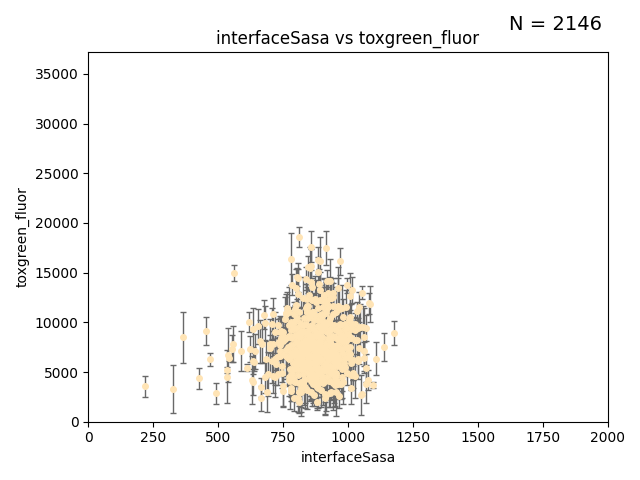 N = 2146
interfaceSasa vs toxgreen_fluor
35000
30000
25000
20000
15000
10000
5000
0
toxgreen_fluor
0 250 500 750 1000 1250 1500 1750 2000
interfaceSasa